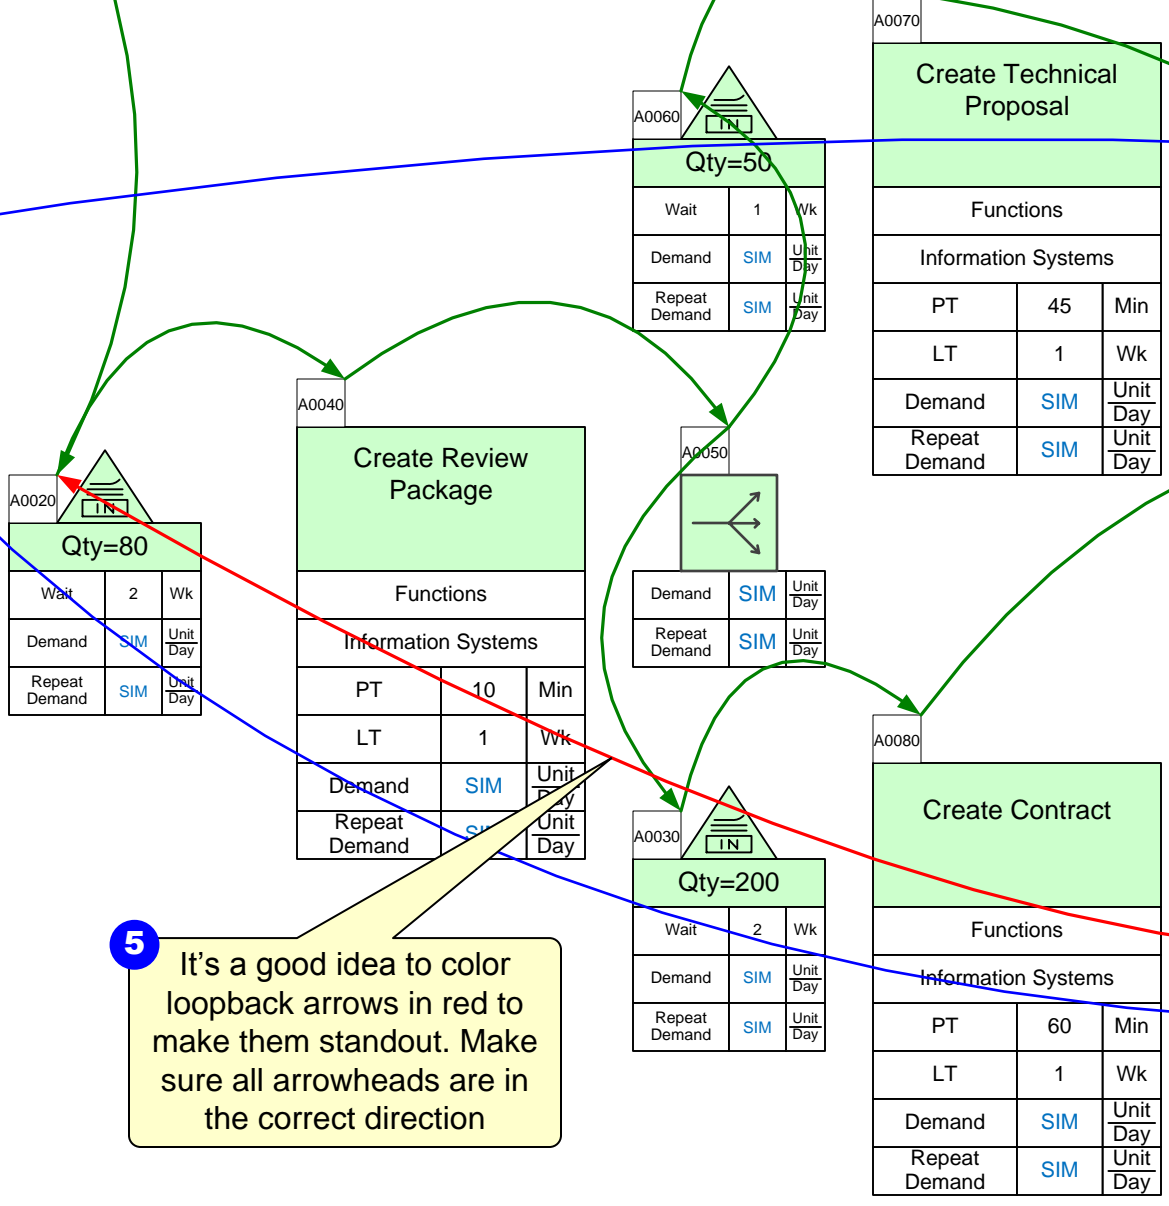 A0070
Create Technical
Proposal
Functions
Information Systems
PT 45 Min
LT 1 Wk
Demand SIM Unit
Day
Repeat
Demand SIM Unit
Day
A0060
IN
Qty=50
Wait 1 Wk
Demand SIM Unit
Day
Repeat
Demand SIM Unit
Day
A0040
Create Review
Package
Functions
Information Systems
PT 10 Min
LT 1 Wk
Demand SIM Unit
Day
Repeat
Demand SIM Unit
Day
A0020
IN
Qty=80
Wait 2 Wk
Demand SIM Unit
Day
Repeat
Demand SIM Unit
Day
A0050
Demand SIM Unit
Day
Repeat
Demand SIM Unit
Day
A0030
IN
Qty=200
Wait 2 Wk
Demand SIM Unit
Day
Repeat
Demand SIM Unit
Day
A0080
Create Contract
Functions
Information Systems
PT 60 Min
LT 1 Wk
Demand SIM Unit
Day
Repeat
Demand SIM Unit
Day
5
It's a good idea to color
loopback arrows in red to
make them standout. Make
sure all arrowheads are in
the correct direction